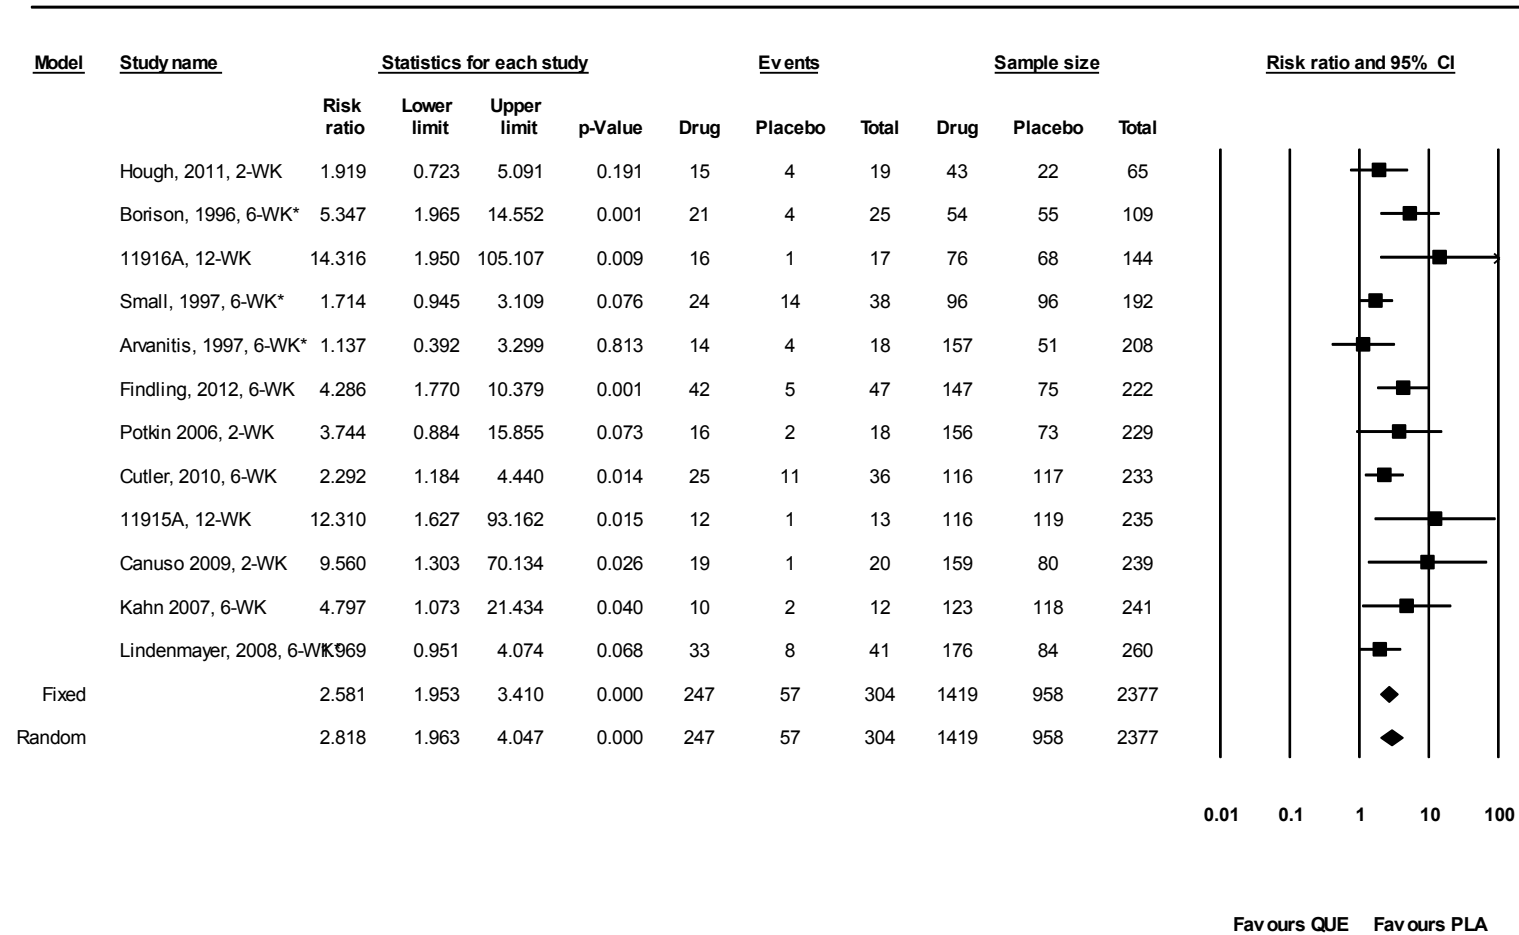 Model Study name Statistics for each study Events Sample size Risk ratio and 95% CI
Risk Lower Upper
ratio limit limit p-Value Drug Placebo Total Drug Placebo Total
Hough, 2011, 2-WK 1.919 0.723 5.091 0.191 15 4 19 43 22 65
Borison, 1996, 6-WK* 5.347 1.965 14.552 0.001 21 4 25 54 55 109
11916A, 12-WK 14.316 1.950 105.107 0.009 16 1 17 76 68 144
Small, 1997, 6-WK* 1.714 0.945 3.109 0.076 24 14 38 96 96 192
Arvanitis, 1997, 6-WK* 1.137 0.392 3.299 0.813 14 4 18 157 51 208
Findling, 2012, 6-WK 4.286 1.770 10.379 0.001 42 5 47 147 75 222
Potkin 2006, 2-WK 3.744 0.884 15.855 0.073 16 2 18 156 73 229
Cutler, 2010, 6-WK 2.292 1.184 4.440 0.014 25 11 36 116 117 233
11915A, 12-WK 12.310 1.627 93.162 0.015 12 1 13 116 119 235
Canuso 2009, 2-WK 9.560 1.303 70.134 0.026 19 1 20 159 80 239
Kahn 2007, 6-WK 4.797 1.073 21.434 0.040 10 2 12 123 118 241
Lindenmayer, 2008, 6-WK* 1.969 0.951 4.074 0.068 33 8 41 176 84 260
Fixed 2.581 1.953 3.410 0.000 247 57 304 1419 958 2377
Random 2.818 1.963 4.047 0.000 247 57 304 1419 958 2377
0.01 0.1 1 10 100
Favours QUE Favours PLA